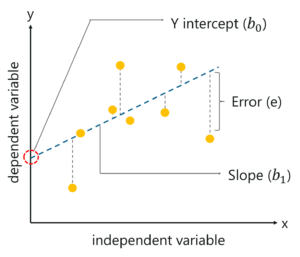 y
Y intercept (b₀)
dependent variable
Error (e)
Slope (b₁)
x
independent variable